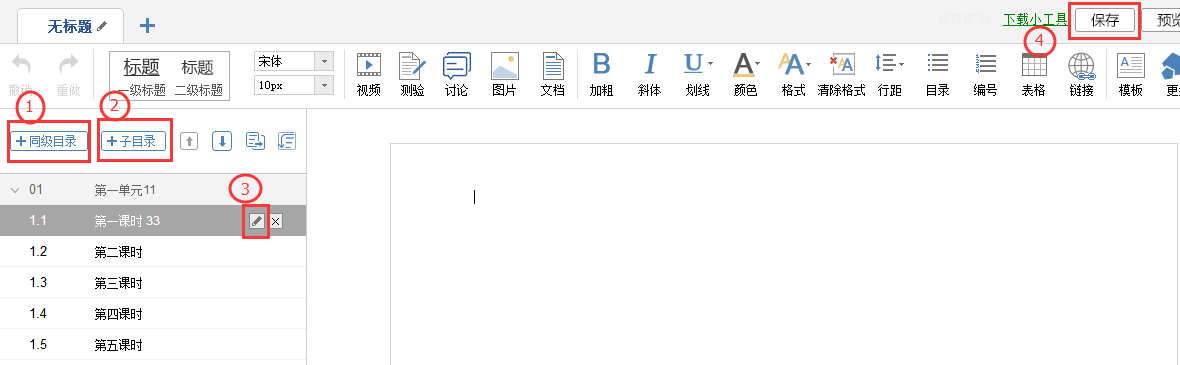 无标题
下载小工具 保存 预览
④
标题 标题
一级标题 二级标题
宋体
10px
撤销 重做 视频 测验 讨论 图片 文档 加粗 斜体 划线 颜色 格式 清除格式 行距 目录 编号 表格 链接 模板
① ②
+同级目录 +子目录
01 第一单元11
③
1.1 第一课时 33
1.2 第二课时
1.3 第三课时
1.4 第四课时
1.5 第五课时